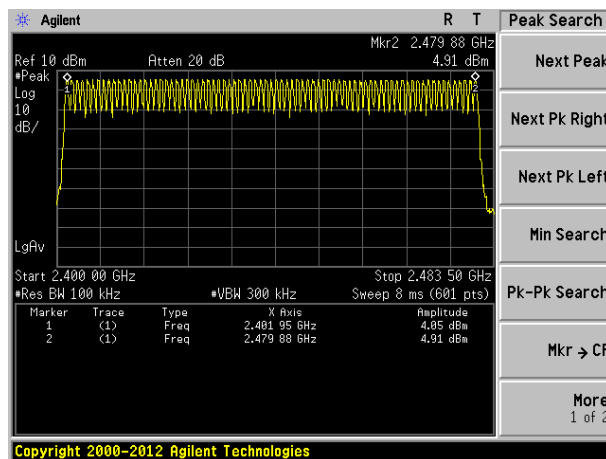 Agilent R T
Peak Search
Mkr2 2.479 88 GHz
Ref 10 dBm Atten 20 dB 4.91 dBm
#Peak
Log
10
dB/
1 2
LgAv
Start 2.400 00 GHz Stop 2.483 50 GHz
#Res BW 100 kHz #VBW 300 kHz Sweep 8 ms (601 pts)
Marker Trace Type X Axis Amplitude
1 (1) Freq 2.401 95 GHz 4.05 dBm
2 (1) Freq 2.479 88 GHz 4.91 dBm
Next Peak
Next Pk Right
Next Pk Left
Min Search
Pk-Pk Search
Mkr → CF
More
1 of 2
Copyright 2000-2012 Agilent Technologies